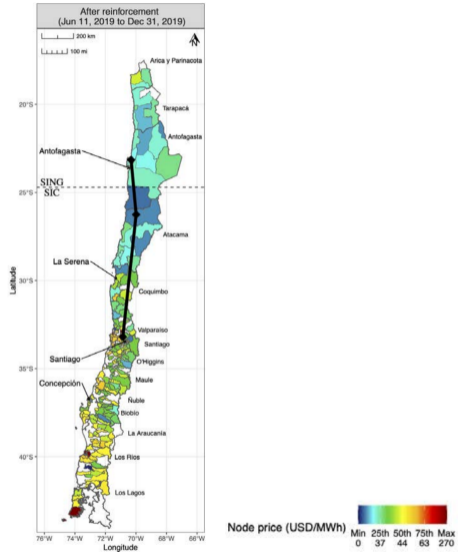 After reinforcement
(Jun 11, 2019 to Dec 31, 2019)
200 km
100 mi
N
Arica y Parinacota
20°S
Tarapacá
Antofagasta
Antofagasta
25°S
SING
SIC
Atacama
La Serena
30°S
Coquimbo
Latitude
Valparaíso
Santiago
Santiago
35°S
O'Higgins
Maule
Concepción
Ñuble
Biobío
La Araucanía
40°S
Los Ríos
Los Lagos
76°W 74°W 72°W 70°W 68°W 66°W
Longitude
Node price (USD/MWh)
Min 25th 50th 75th Max
0 37 44 63 270